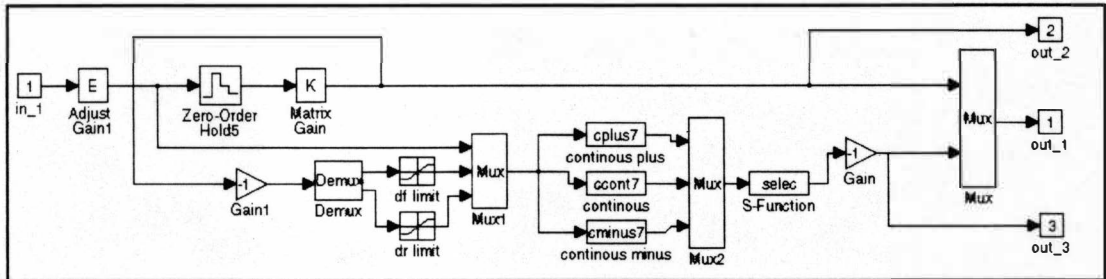 2
out_2
1
in_1
E
Adjust
Gain1
Zero-Order
Hold5
K
Matrix
Gain
-1
Gain1
Demux
Demux
df limit
dr limit
Mux
Mux1
cplus7
continous plus
ccont7
continous
cminus7
continous minus
Mux
Mux2
selec
S-Function
-1
Gain
Mux
Mux
1
out_1
3
out_3